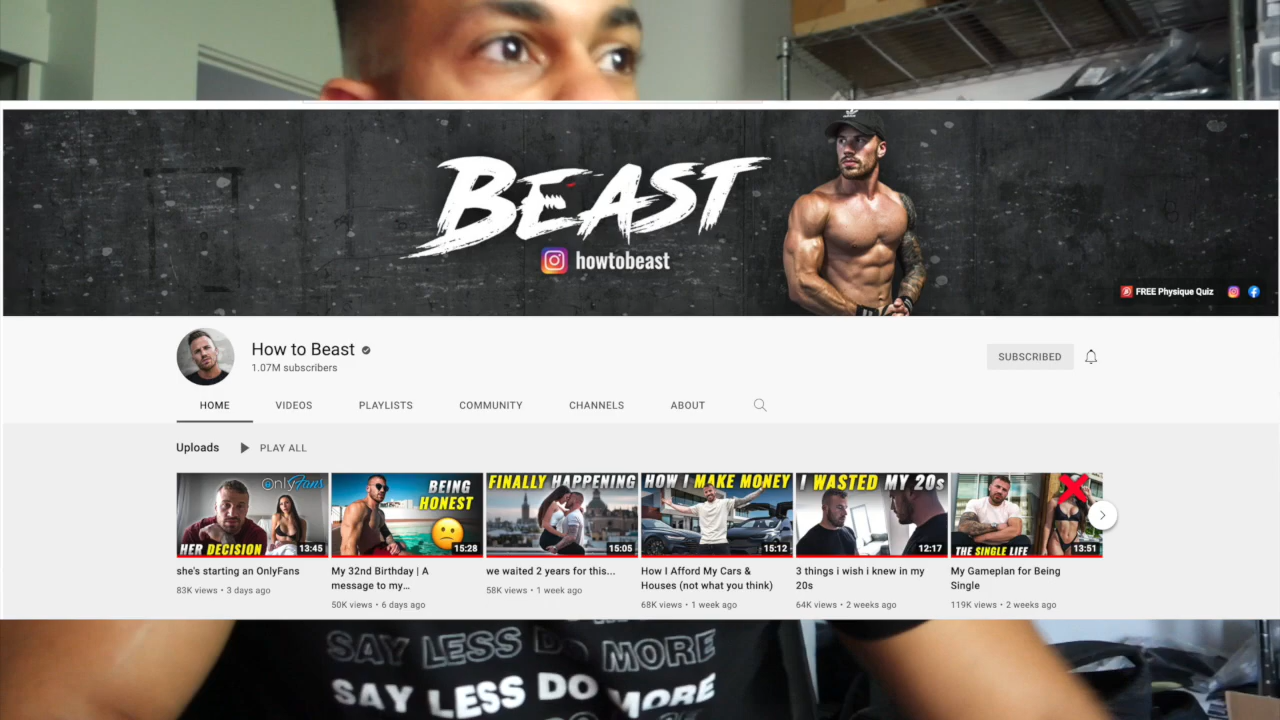 BEAST
howtobeast
FREE Physique Quiz
How to Beast
1.07M subscribers
SUBSCRIBED
HOME VIDEOS PLAYLISTS COMMUNITY CHANNELS ABOUT
Uploads PLAY ALL
OnlyFans
HER DECISION
13:45
BEING
HONEST
15:28
FINALLY HAPPENING
15:05
HOW I MAKE MONEY
15:12
I WASTED MY 20s
12:17
THE SINGLE LIFE
13:51
she's starting an OnlyFans
83K views • 3 days ago
My 32nd Birthday | A
message to my…
50K views • 6 days ago
we waited 2 years for this...
58K views • 1 week ago
How I Afford My Cars &
Houses (not what you think)
68K views • 1 week ago
3 things i wish i knew in my
20s
64K views • 2 weeks ago
My Gameplan for Being
Single
119K views • 2 weeks ago
SAY LESS DO MORE
SAY LESS DO MORE